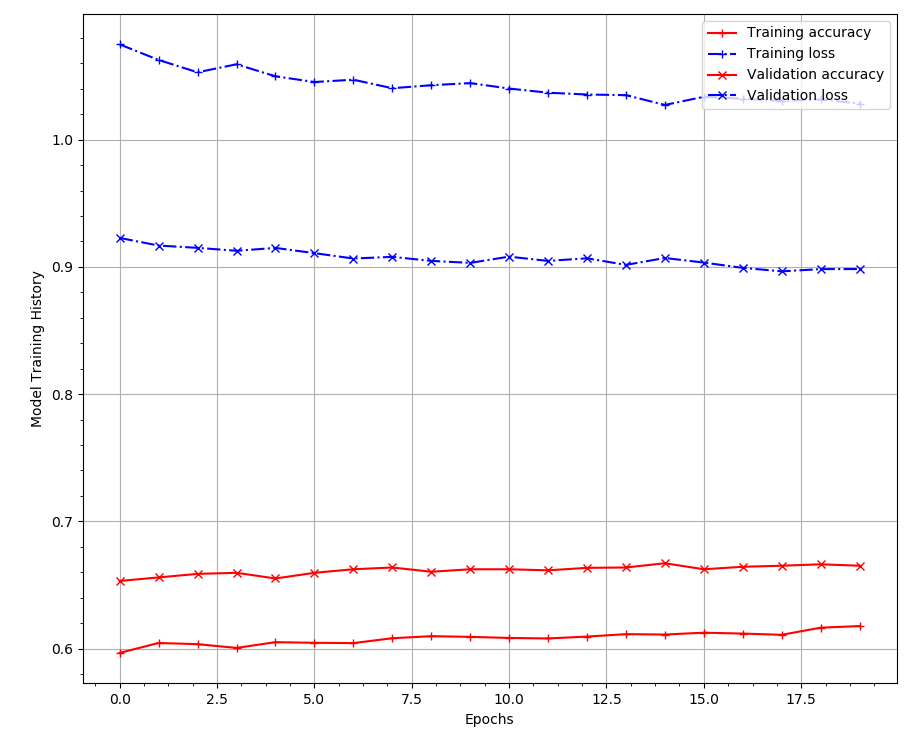 Training accuracy
Training loss
Validation accuracy
Validation loss
1.0
0.9
0.8
0.7
0.6
Model Training History
0.0 2.5 5.0 7.5 10.0 12.5 15.0 17.5
Epochs